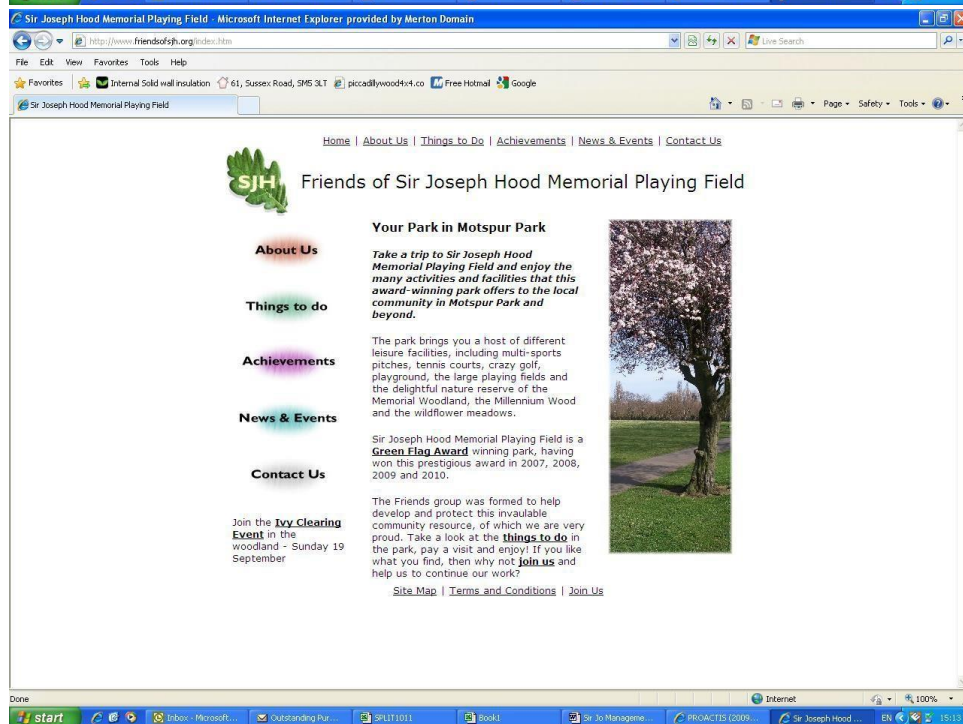 Sir Joseph Hood Memorial Playing Field - Microsoft Internet Explorer provided by Merton Domain
http://www.friendsofsjh.org/index.htm
Live Search
File Edit View Favorites Tools Help
Favorites Internal Solid wall insulation 61, Sussex Road, SM5 3LT piccadillywood4x4.co Free Hotmail Google
Sir Joseph Hood Memorial Playing Field
Page Safety Tools
Home | About Us | Things to Do | Achievements | News & Events | Contact Us
SJH
Friends of Sir Joseph Hood Memorial Playing Field
About Us
Things to do
Achievements
News & Events
Contact Us
Join the Ivy Clearing
Event in the
woodland - Sunday 19
September
Your Park in Motspur Park
Take a trip to Sir Joseph Hood
Memorial Playing Field and enjoy the
many activities and facilities that this
award-winning park offers to the local
community in Motspur Park and
beyond.
The park brings you a host of different
leisure facilities, including multi-sports
pitches, tennis courts, crazy golf,
playground, the large playing fields and
the delightful nature reserve of the
Memorial Woodland, the Millennium Wood
and the wildflower meadows.
Sir Joseph Hood Memorial Playing Field is a
Green Flag Award winning park, having
won this prestigious award in 2007, 2008,
2009 and 2010.
The Friends group was formed to help
develop and protect this invaulable
community resource, of which we are very
proud. Take a look at the things to do in
the park, pay a visit and enjoy! If you like
what you find, then why not join us and
help us to continue our work?
Site Map | Terms and Conditions | Join Us
Done
Internet
100%
start
Inbox - Microsoft...
Outstanding Pur...
SPLIT1011
Book1
Sir Jo Manageme...
PROACTIS (2009...
Sir Joseph Hood ...
EN
15:13